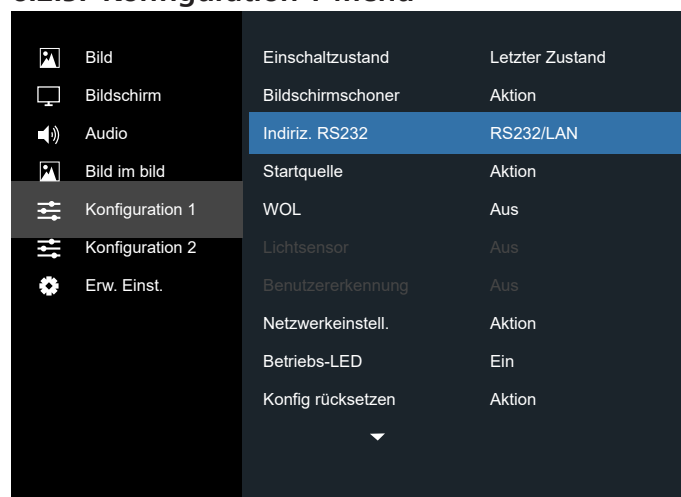 Bild
Bildschirm
Audio
Bild im bild
Konfiguration 1
Konfiguration 2
Erw. Einst.
Einschaltzustand Letzter Zustand
Bildschirmschoner Aktion
Indiriz. RS232 RS232/LAN
Startquelle Aktion
WOL Aus
Lichtsensor Aus
Benutzererkennung Aus
Netzwerkeinstell. Aktion
Betriebs-LED Ein
Konfig rücksetzen Aktion